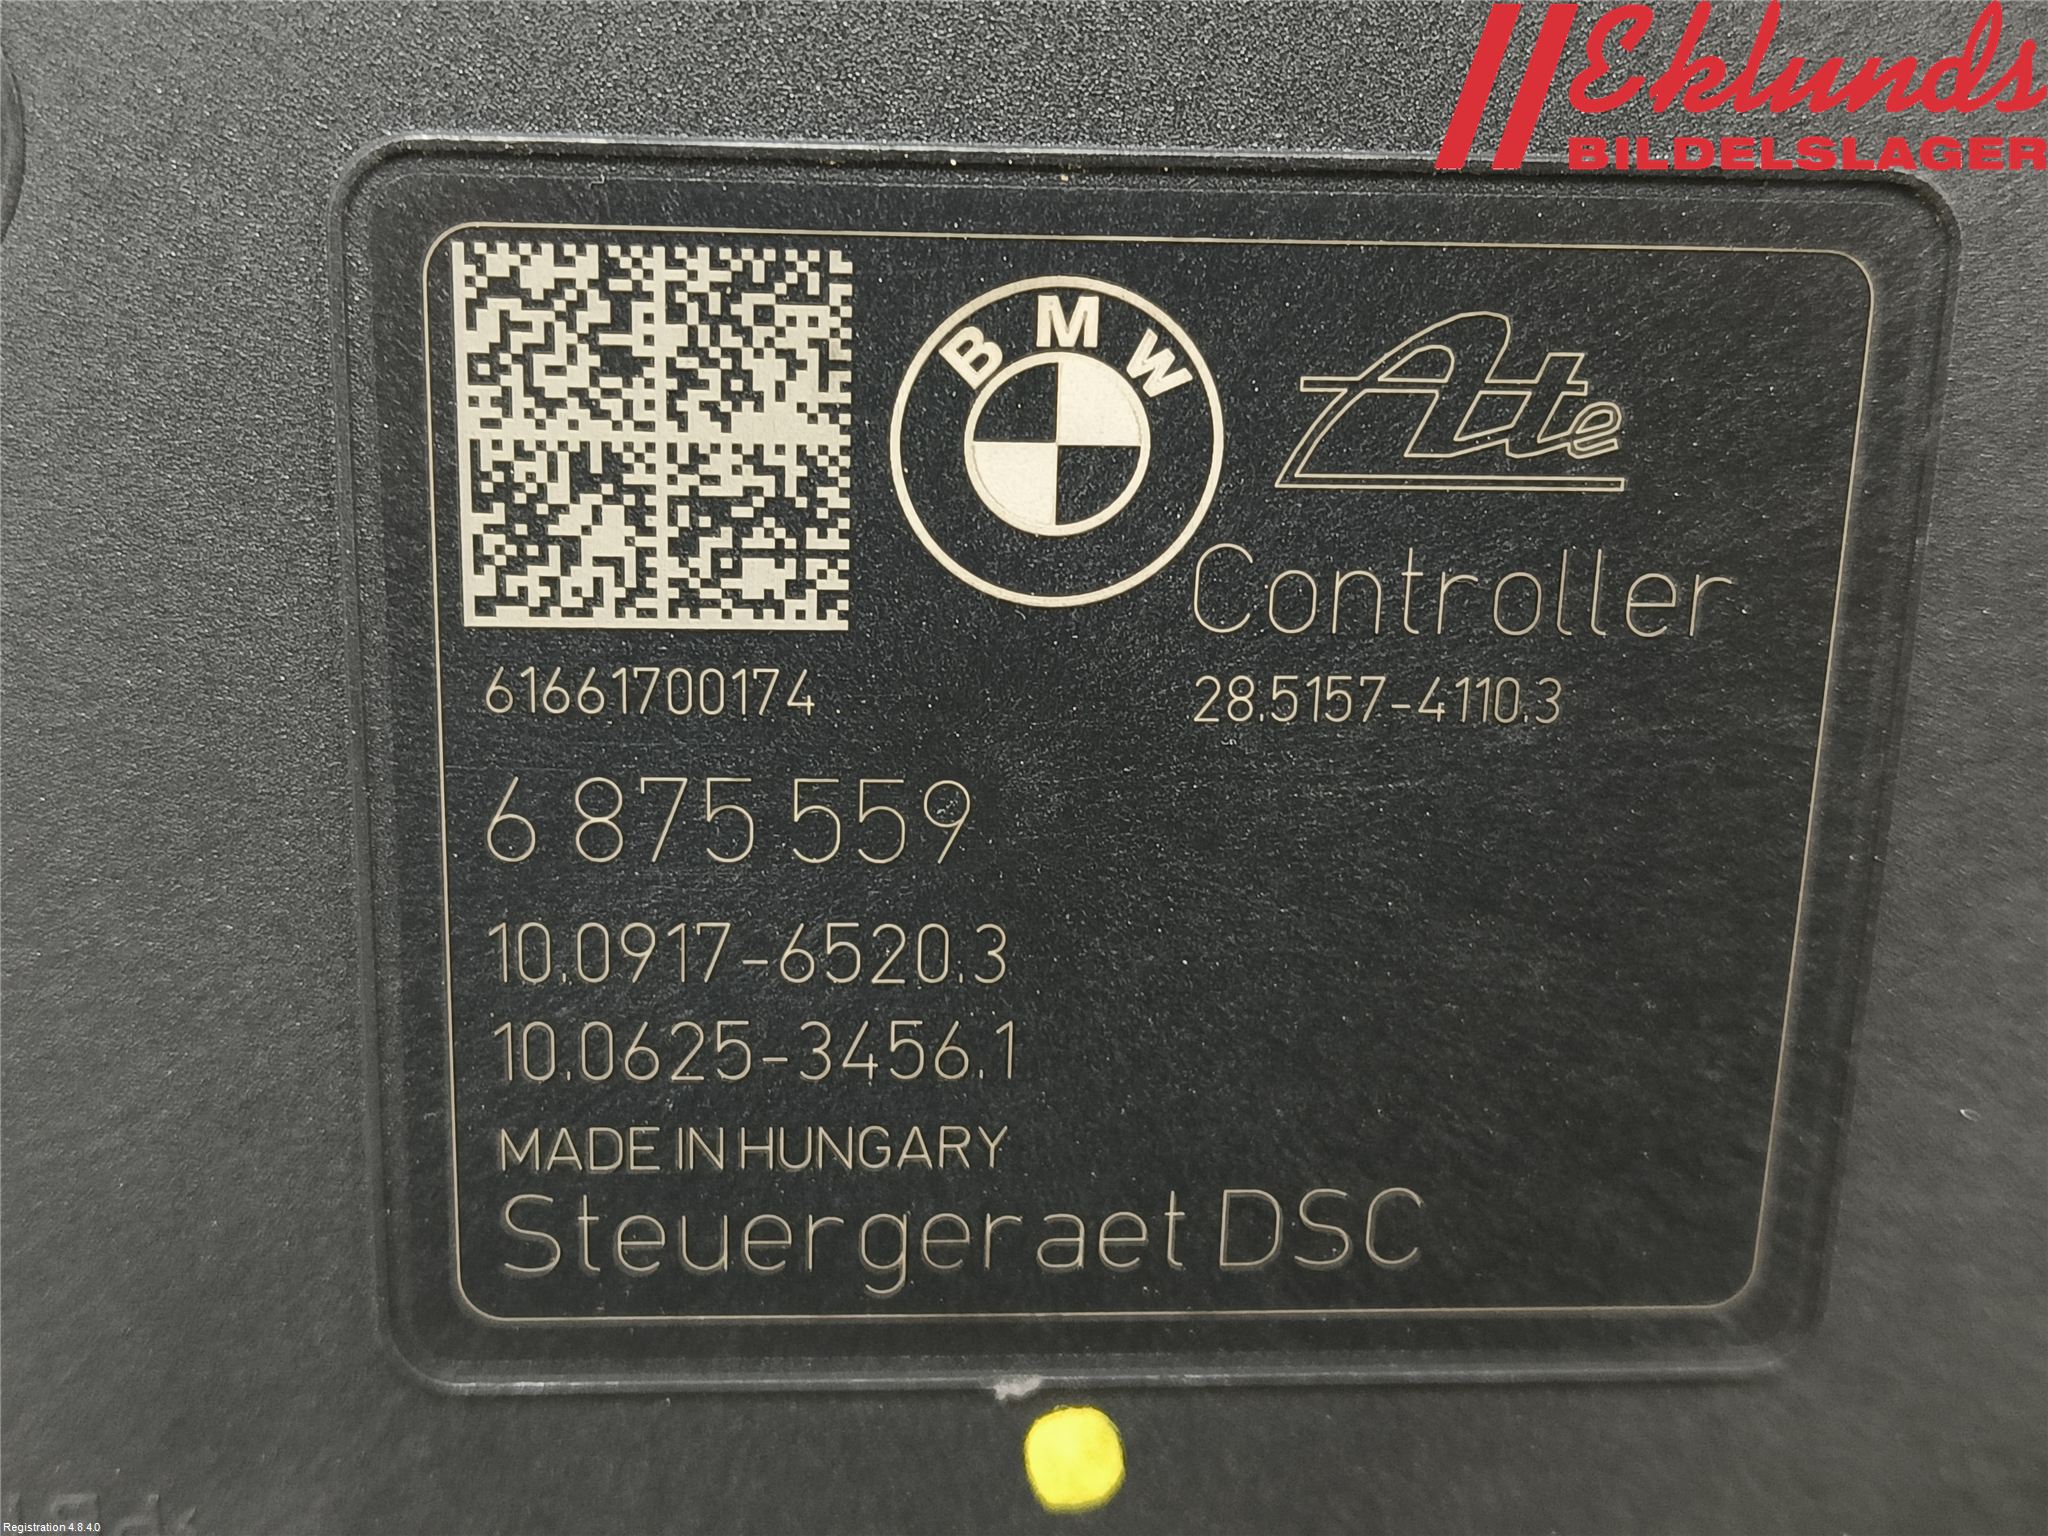 Eklunds
BILDELSLAGER
BMW
Ate
Controller
61661700174
28.5157-4110.3
6 875 559
10.0917-6520.3
10.0625-3456.1
MADE IN HUNGARY
Steuergeraet DSC
Registration 4.8.4.0